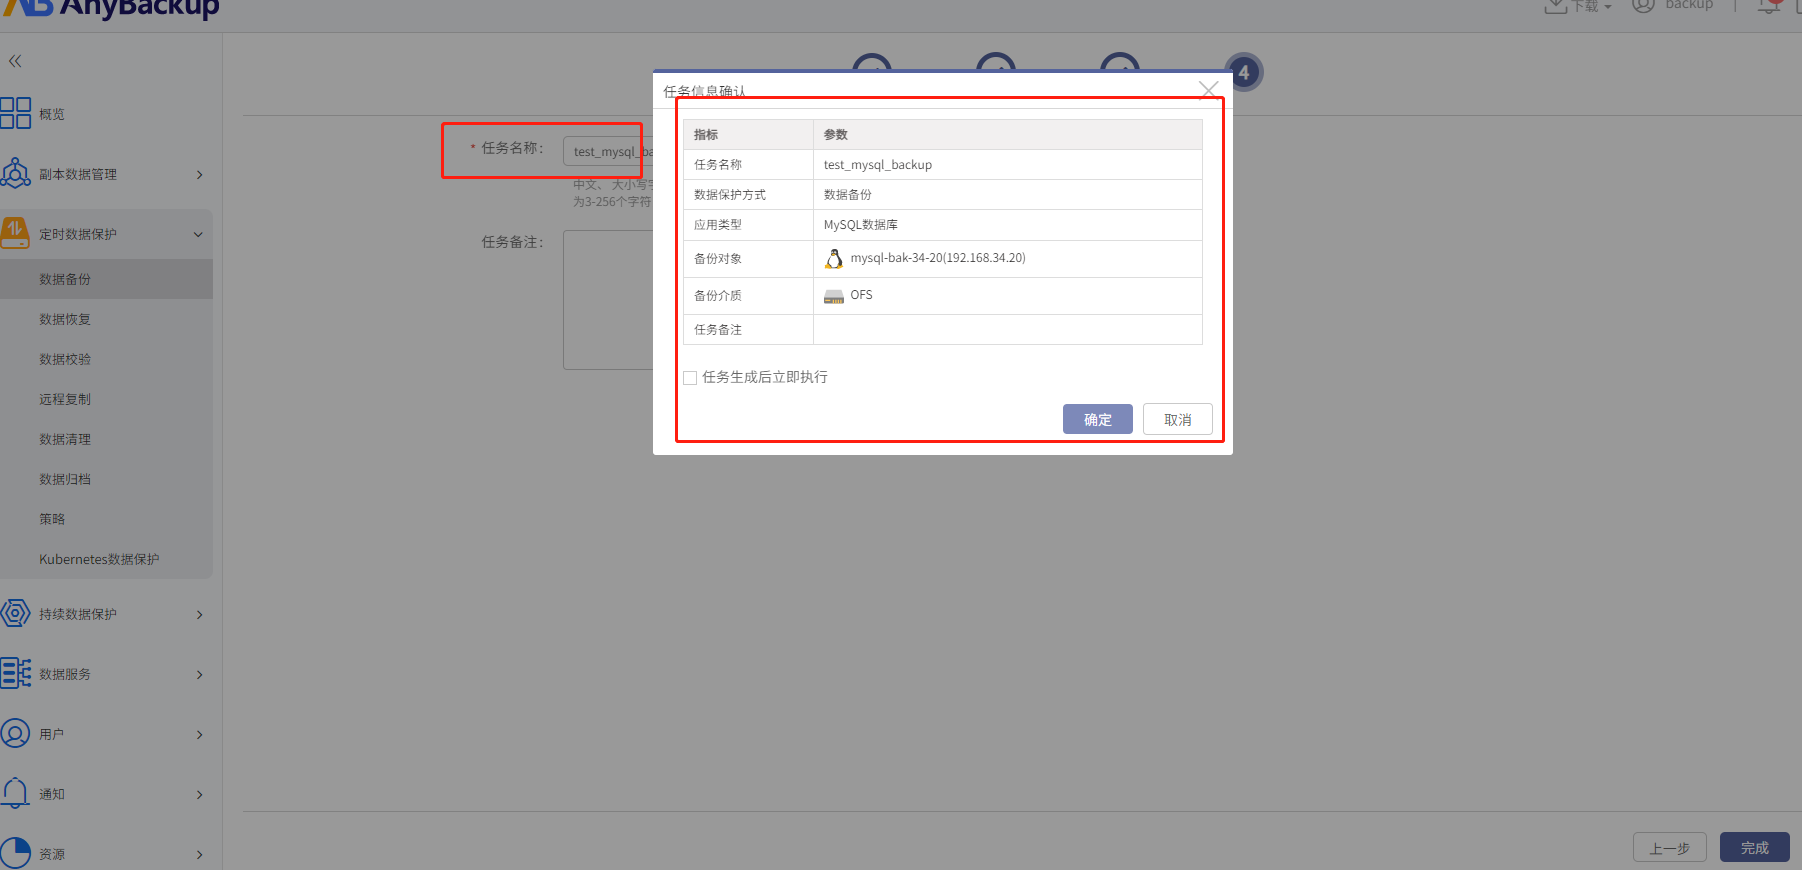 AnyBackup
下载
backup
概览
副本数据管理
定时数据保护
数据备份
数据恢复
数据校验
远程复制
数据清理
数据归档
策略
Kubernetes数据保护
持续数据保护
数据服务
用户
通知
资源
4
* 任务名称：
test_mysql_ba
中文、 大小写字
为3-256个字符
任务备注：
任务信息确认
指标 参数
任务名称 test_mysql_backup
数据保护方式 数据备份
应用类型 MySQL数据库
备份对象 mysql-bak-34-20(192.168.34.20)
备份介质 OFS
任务备注
任务生成后立即执行
确定 取消
上一步 完成